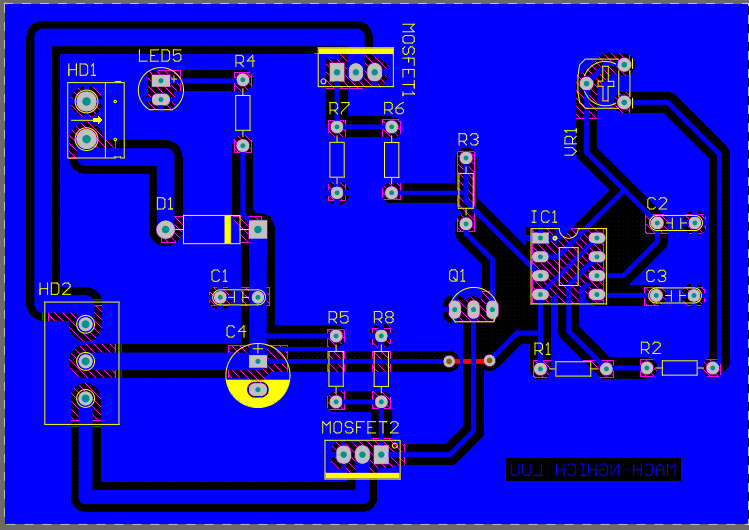 MOSFET1
LED5
R4
HD1
R7
R6
VR1
R3
D1
IC1
C2
Q1
C1
C3
HD2
R5
R8
C4
R1
R2
MOSFET2
MACH NGHICH LUU